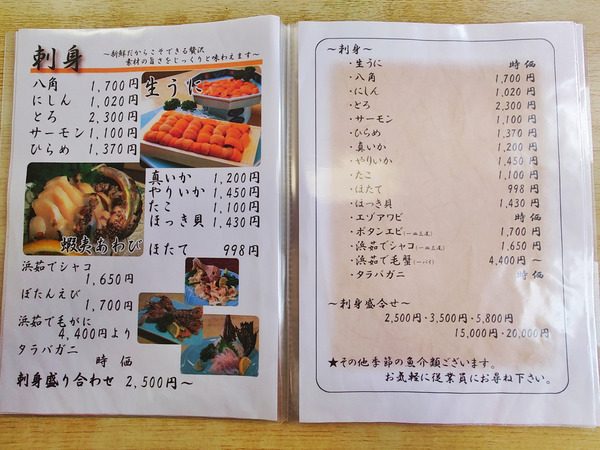 刺身
～新鮮だからこそできる贅沢
素材の旨さをじっくりと味わえます～
八角 1,700円
にしん 1,020円
とろ 2,300円
サーモン 1,100円
ひらめ 1,370円
生うに
真いか 1,200円
やりいか 1,450円
たこ 1,100円
ほっき貝 1,430円
蝦夷あわび
ほたて 998円
浜茹でシャコ
1,650円
ぼたんえび
1,700円
浜茹で毛がに
4,400円より
タラバガニ
時価
刺身盛り合わせ 2,500円～
～刺身～
・生うに 時価
・八角 1,700円
・にしん 1,020円
・とろ 2,300円
・サーモン 1,100円
・ひらめ 1,370円
・真いか 1,200円
・やりいか 1,450円
・たこ 1,100円
・ほたて 998円
・ほっき貝 1,430円
・エゾアワビ 時価
・ボタンエビ 1,700円
・浜茹でシャコ 1,650円
・浜茹で毛蟹(一パイ) 4,400円～
・タラバガニ 時価
～刺身盛合せ～
2,500円・3,500円・5,800円
15,000円・20,000円
★その他季節の魚介類ございます。
お気軽に従業員にお尋ね下さい。